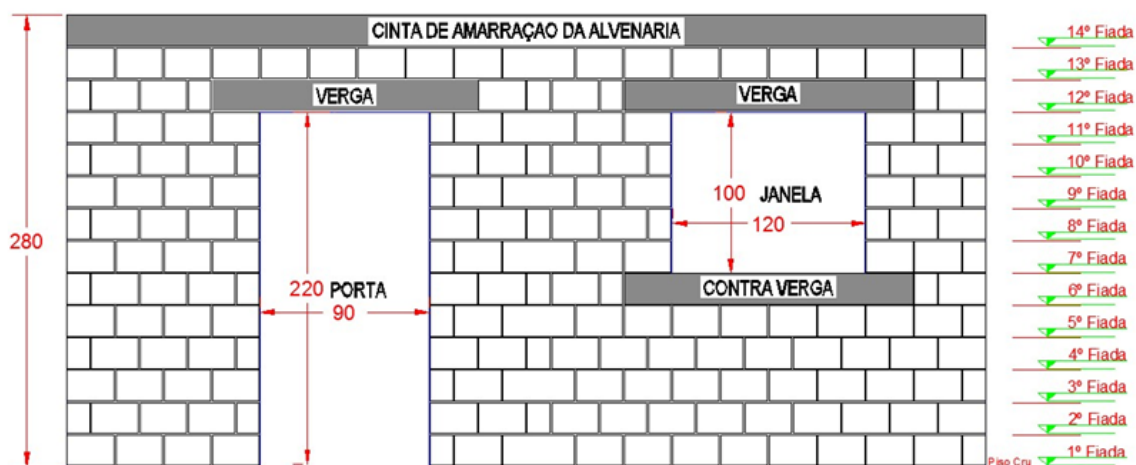 CINTA DE AMARRAÇAO DA ALVENARIA
14º Fiada
13º Fiada
VERGA
VERGA
12º Fiada
11º Fiada
10º Fiada
100 JANELA
9º Fiada
120
8º Fiada
280
7º Fiada
220 PORTA
CONTRA VERGA
6º Fiada
90
5º Fiada
4º Fiada
3º Fiada
2º Fiada
Piso Cru
1º Fiada